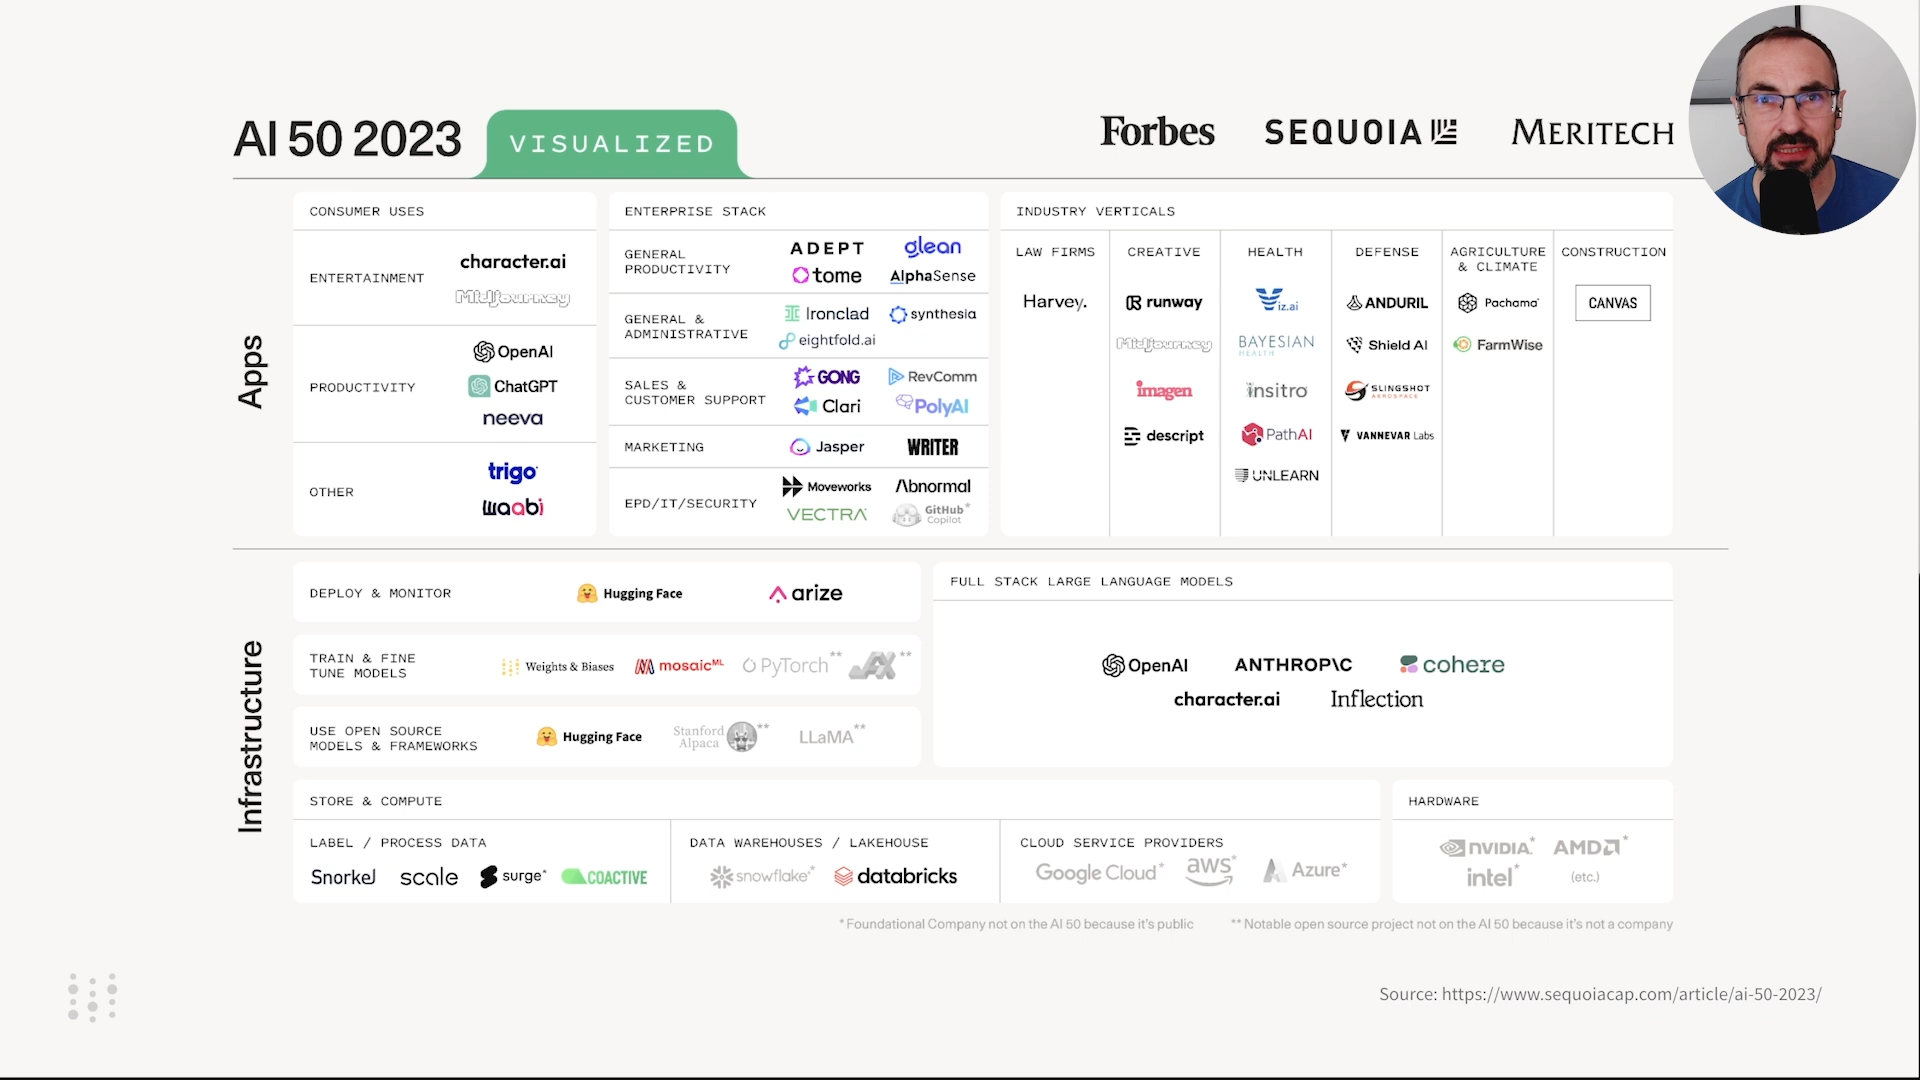 AI 50 2023
VISUALIZED
Forbes
SEQUOIA
MERITECH
Apps
CONSUMER USES
ENTERTAINMENT
character.ai
Midjourney
PRODUCTIVITY
OpenAI
ChatGPT
neeva
OTHER
trigo
waabi
ENTERPRISE STACK
GENERAL
PRODUCTIVITY
ADEPT
glean
tome
AlphaSense
GENERAL &
ADMINISTRATIVE
Ironclad
synthesia
eightfold.ai
SALES &
CUSTOMER SUPPORT
GONG
RevComm
Clari
PolyAI
MARKETING
Jasper
WRITER
EPD/IT/SECURITY
Moveworks
Abnormal
VECTRA
GitHub*
Copilot
INDUSTRY VERTICALS
LAW FIRMS
Harvey.
CREATIVE
runway
Midjourney
imagen
descript
HEALTH
Viz.ai
BAYESIAN
HEALTH
insitro
PathAI
UNLEARN
DEFENSE
ANDURIL
Shield AI
SLINGSHOT
AEROSPACE
VANNEVAR Labs
AGRICULTURE
& CLIMATE
Pachama
FarmWise
CONSTRUCTION
CANVAS
Infrastructure
DEPLOY & MONITOR
Hugging Face
arize
TRAIN & FINE
TUNE MODELS
Weights & Biases
mosaicML
PyTorch**
JAX**
USE OPEN SOURCE
MODELS & FRAMEWORKS
Hugging Face
Stanford
Alpaca**
LLaMA**
FULL STACK LARGE LANGUAGE MODELS
OpenAI
ANTHROP\C
cohere
character.ai
Inflection
STORE & COMPUTE
LABEL / PROCESS DATA
Snorkel
scale
surge*
COACTIVE
DATA WAREHOUSES / LAKEHOUSE
snowflake*
databricks
CLOUD SERVICE PROVIDERS
Google Cloud*
aws*
Azure*
HARDWARE
NVIDIA*
AMD*
intel*
(etc.)
* Foundational Company not on the AI 50 because it's public
** Notable open source project not on the AI 50 because it's not a company
Source: https://www.sequoiacap.com/article/ai-50-2023/